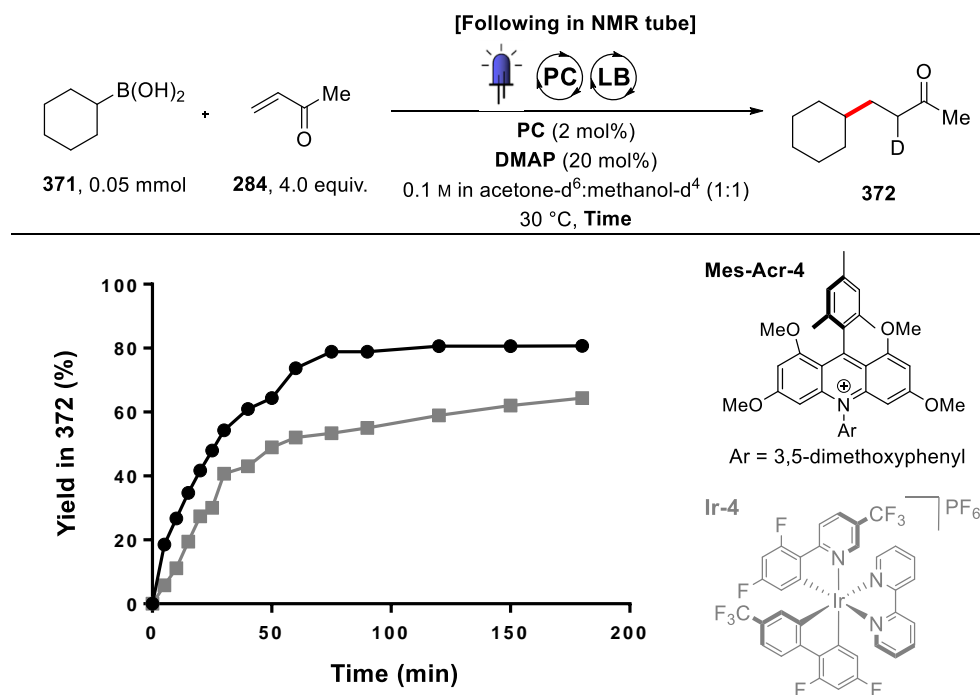 [Following in NMR tube]
PC
LB
B(OH)₂
+
Me
O
371, 0.05 mmol
284, 4.0 equiv.
PC (2 mol%)
DMAP (20 mol%)
0.1 M in acetone-d⁶:methanol-d⁴ (1:1)
30 °C, Time
O
Me
D
372
Yield in 372 (%)
100
80
60
40
20
0
0
50
100
150
200
Time (min)
Mes-Acr-4
MeO
OMe
MeO
OMe
N
+
Ar
Ar = 3,5-dimethoxyphenyl
Ir-4
PF₆
CF₃
F
N
F
N
Ir
F₃C
N
F
F